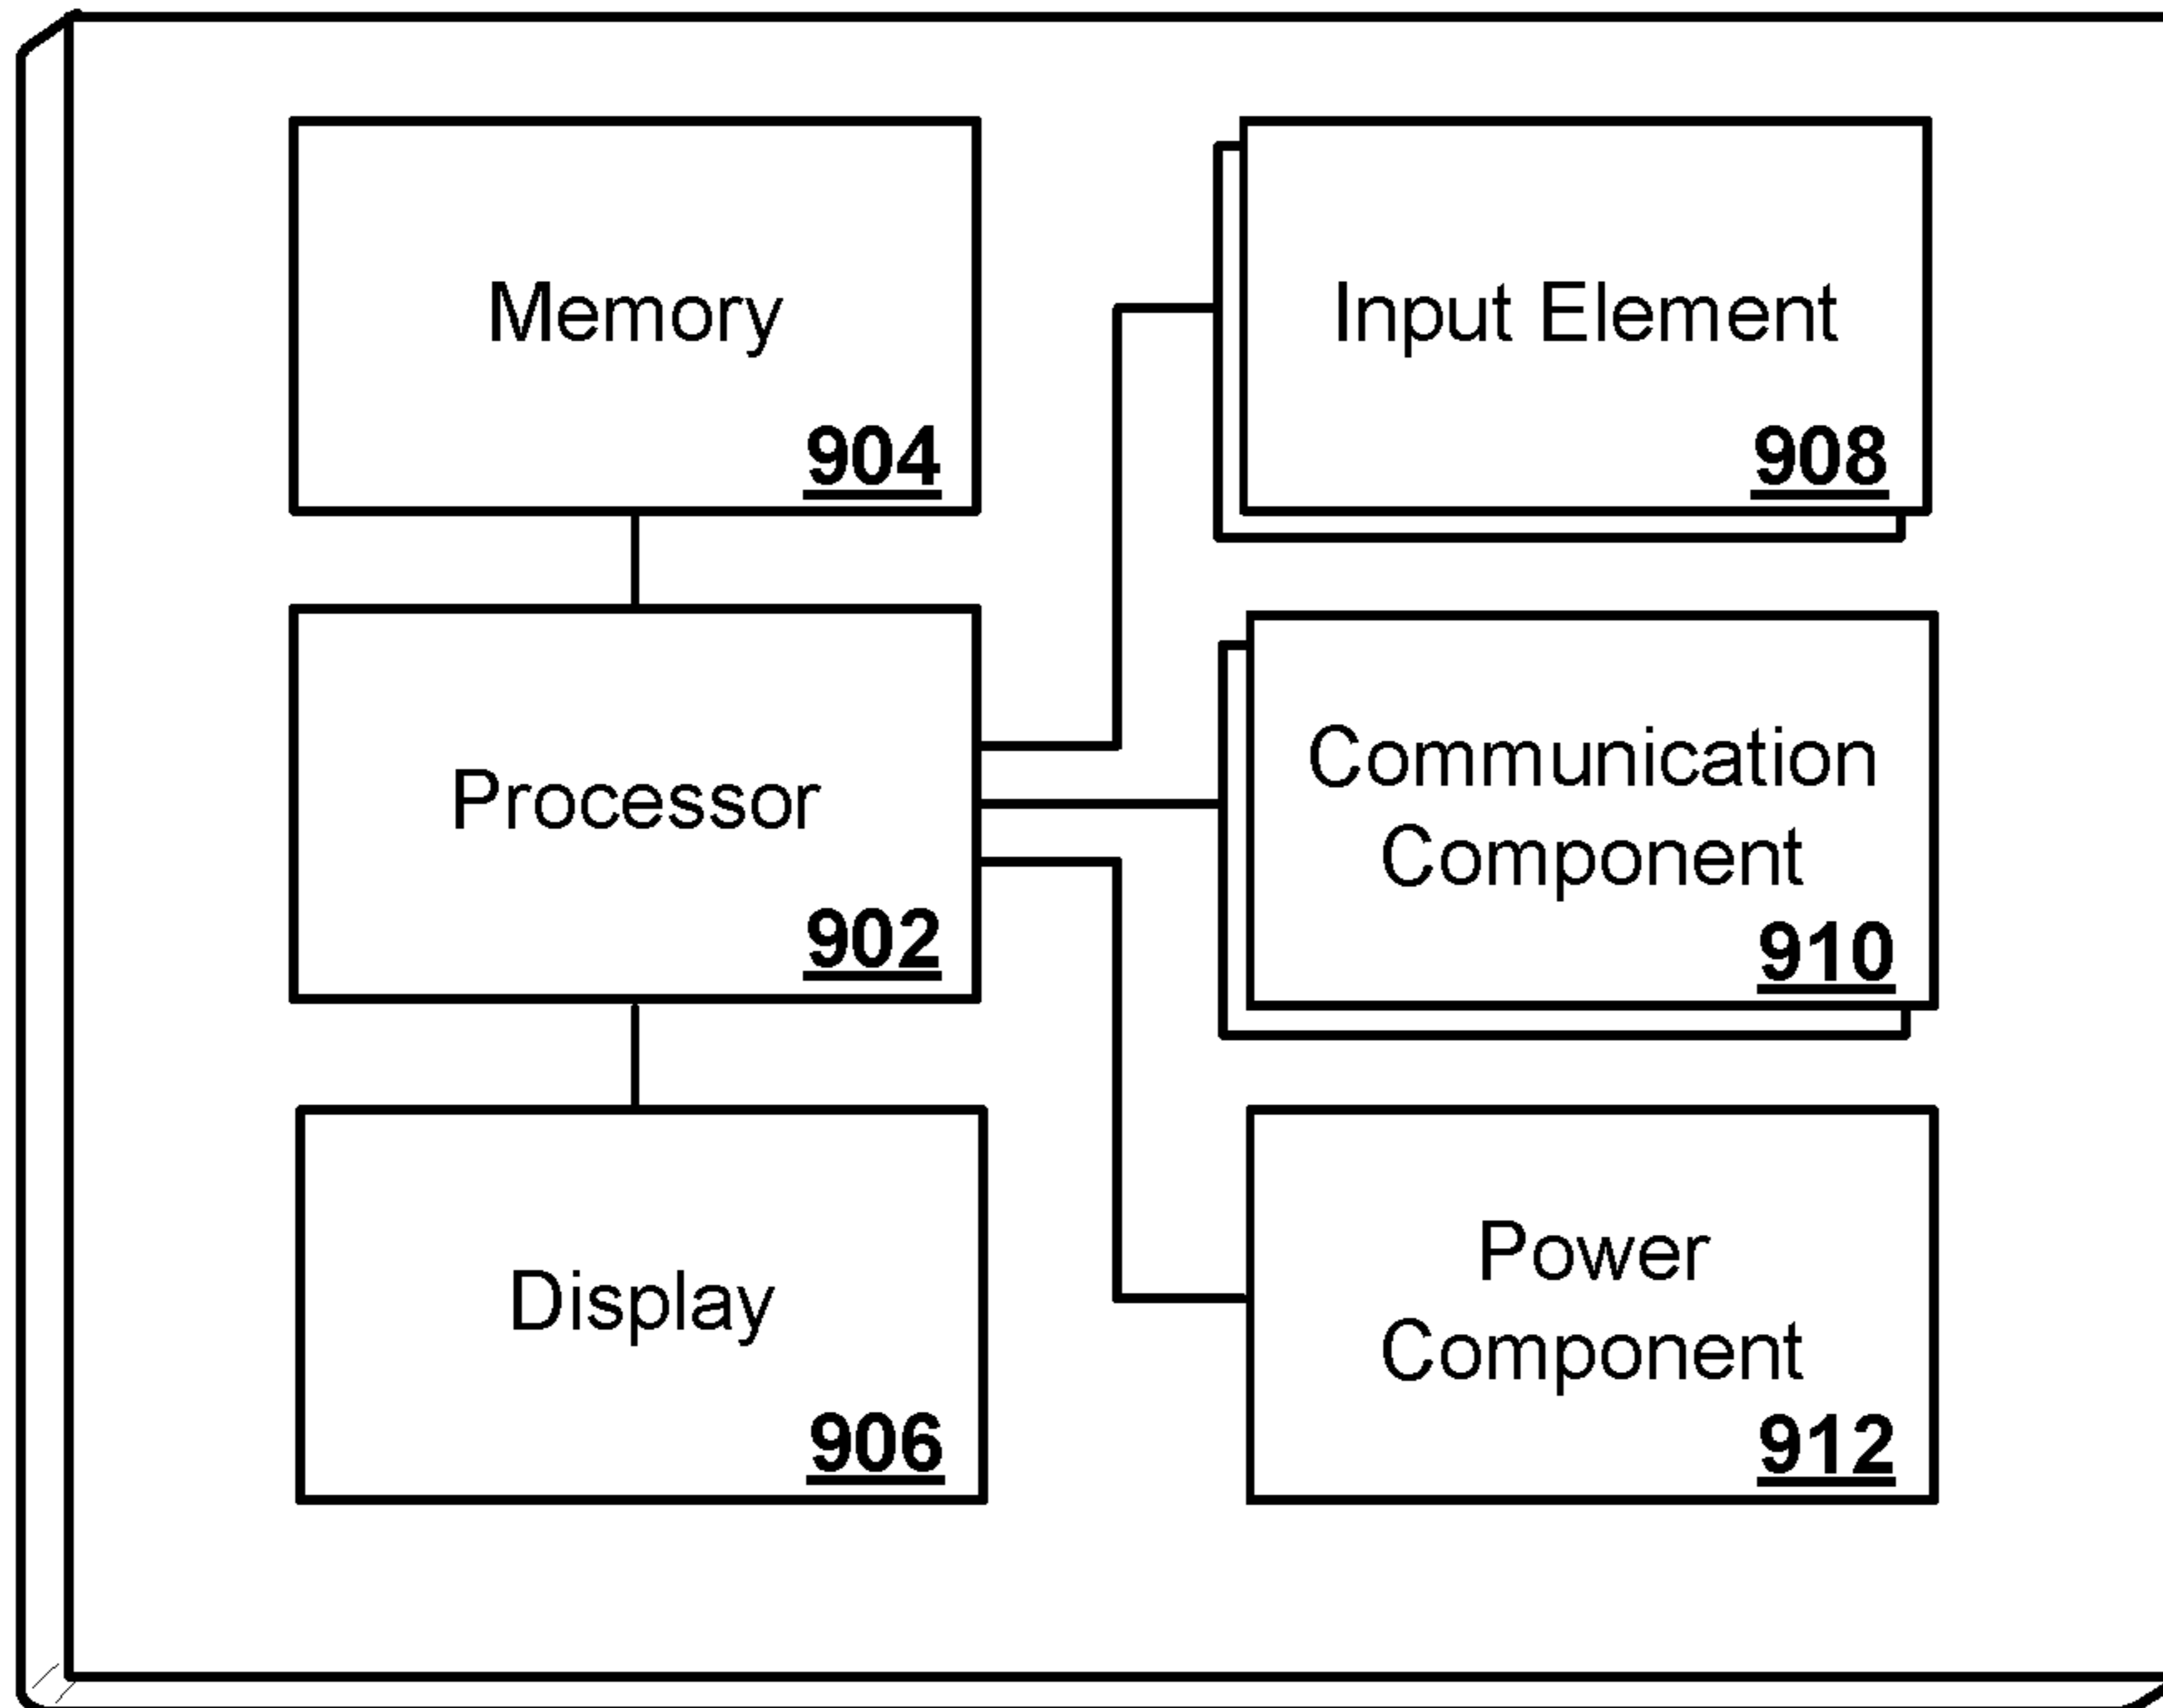 Memory
904
Input Element
908
Processor
902
Communication
Component
910
Display
906
Power
Component
912